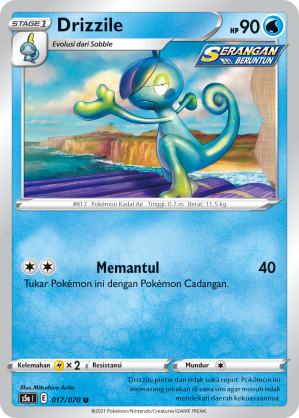 STAGE 1
Drizzile
HP 90
Evolusi dari Sobble
SERANGAN
BERUNTUN
#817 Pokémon Kadal Air Tinggi: 0.7 m Berat: 11.5 kg
Memantul 40
Tukar Pokémon ini dengan Pokémon Cadangan.
Kelemahan ×2 Resistansi Mundur
Illus. Mitsuhiro Arita
Drizzile pintar dan tidak suka repot. Pokémon ini
memasang jebakan di sana sini agar musuh tidak
mendekati daerah kekuasaannya.
s5a I E 017/070 U
©2021 Pokémon/Nintendo/Creatures/GAME FREAK